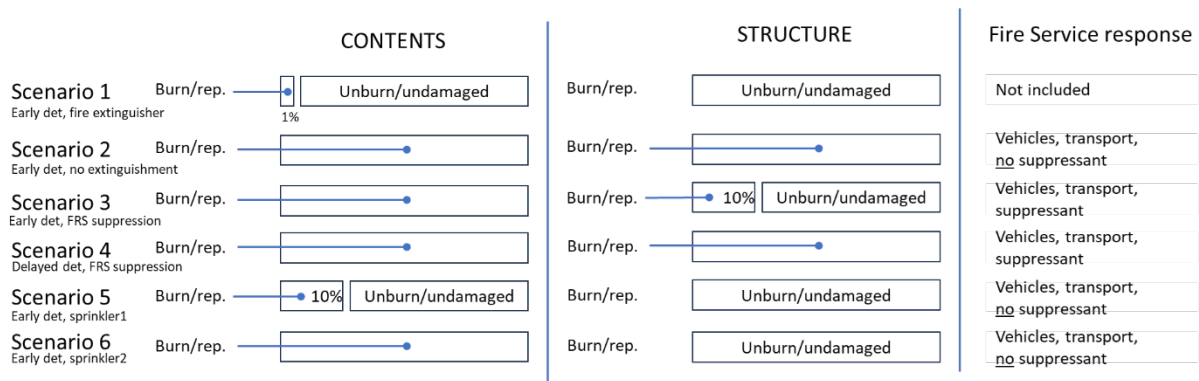 CONTENTS STRUCTURE Fire Service response
Scenario 1 Burn/rep. Unburn/undamaged Burn/rep. Unburn/undamaged Not included
Early det, fire extinguisher 1%
Scenario 2 Burn/rep. Burn/rep. Vehicles, transport,
Early det, no extinguishment no suppressant
Scenario 3 Burn/rep. Burn/rep. 10% Unburn/undamaged Vehicles, transport,
Early det, FRS suppression suppressant
Scenario 4 Burn/rep. Burn/rep. Vehicles, transport,
Delayed det, FRS suppression suppressant
Scenario 5 Burn/rep. 10% Unburn/undamaged Burn/rep. Unburn/undamaged Vehicles, transport,
Early det, sprinkler1 no suppressant
Scenario 6 Burn/rep. Burn/rep. Unburn/undamaged Vehicles, transport,
Early det, sprinkler2 no suppressant